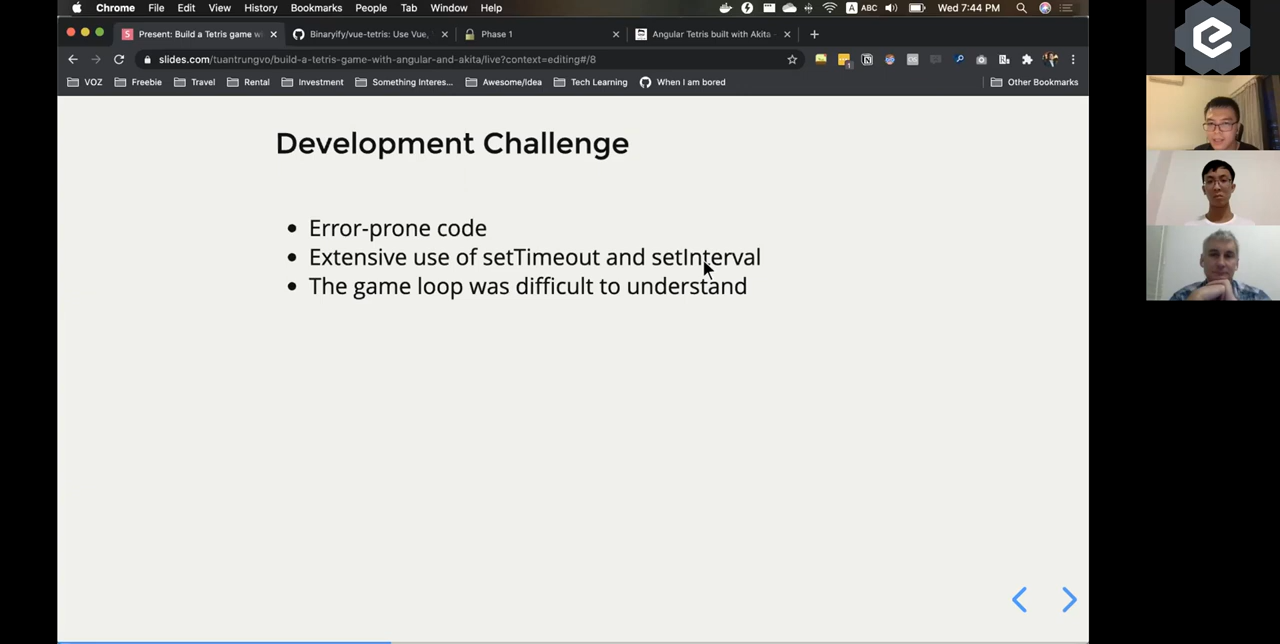 Chrome File Edit View History Bookmarks People Tab Window Help A ABC Wed 7:44 PM
Present: Build a Tetris game wi
Binaryify/vue-tetris: Use Vue,
Phase 1
Angular Tetris built with Akita
slides.com/tuantrungvo/build-a-tetris-game-with-angular-and-akita/live?context=editing#/8
VOZ Freebie Travel Rental Investment Something Interes... Awesome/Idea Tech Learning When I am bored Other Bookmarks
Development Challenge
• Error-prone code
• Extensive use of setTimeout and setInterval
• The game loop was difficult to understand